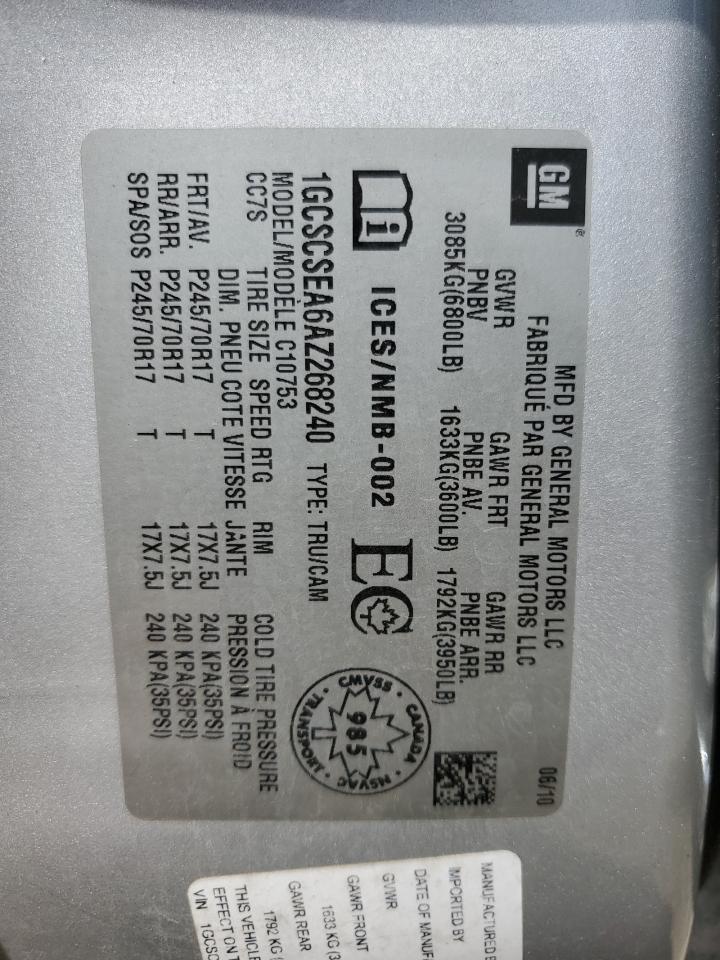 GM ®
MFD BY GENERAL MOTORS LLC 06/10
FABRIQUÉ PAR GENERAL MOTORS LLC
GVWR GAWR FRT GAWR RR
PNBV PNBE AV. PNBE ARR.
3085KG(6800LB) 1633KG(3600LB) 1792KG(3950LB)
i ICES/NMB-002 EC
CMVSS · CANADA · NSVAC · TRANSPORT ·
985
1GCSCSEA6AZ268240 TYPE: TRU/CAM
MODEL/MODÈLE C10753
CC7S TIRE SIZE SPEED RTG RIM COLD TIRE PRESSURE
DIM. PNEU COTE VITESSE JANTE PRESSION À FROID
FRT/AV. P245/70R17 T 17X7.5J 240 KPA(35PSI)
RR/ARR. P245/70R17 T 17X7.5J 240 KPA(35PSI)
SPA/SOS P245/70R17 T 17X7.5J 240 KPA(35PSI)
MANUFACTURED B
IMPORTED BY
DATE OF MANUF
GVWR
GAWR FRONT
1633 KG (3
GAWR REAR
1792 KG (
THIS VEHICLE
EFFECT ON T
VIN 1GCSC